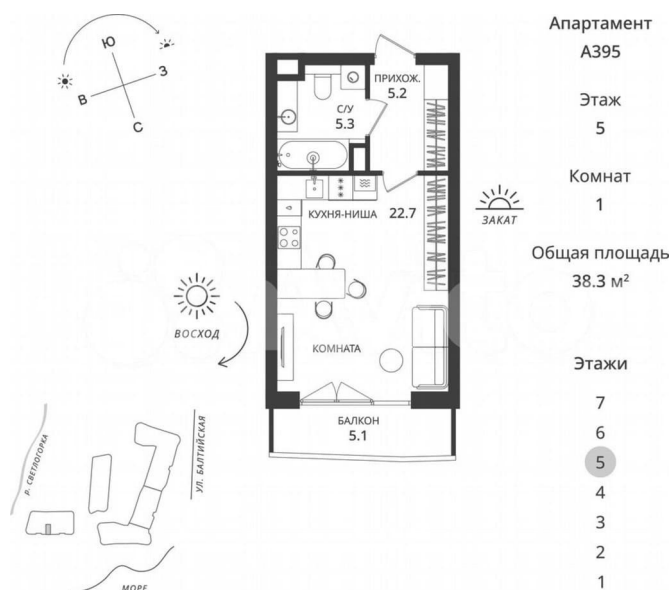 Ю
З
В
С
ПРИХОЖ.
5.2
С/У
5.3
КУХНЯ-НИША
22.7
ЗАКАТ
ВОСХОД
КОМНАТА
БАЛКОН
5.1
Р. СВЕТЛОГОРКА
УЛ. БАЛТИЙСКАЯ
МОРЕ
Апартамент
А395
Этаж
5
Комнат
1
Общая площадь
38.3 м²
Этажи
7
6
5
4
3
2
1